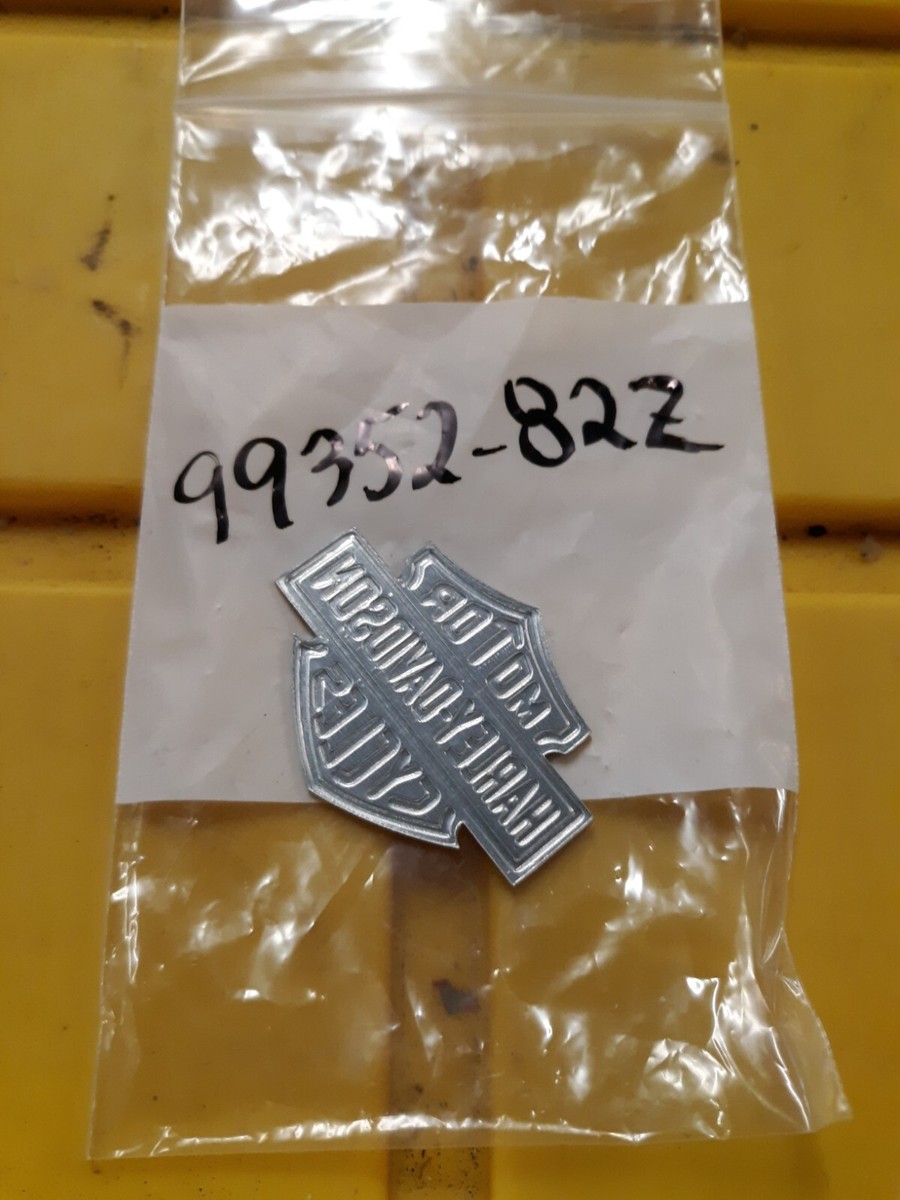 99352-82Z
MOTOR
HARLEY-DAVIDSON
CYCLES